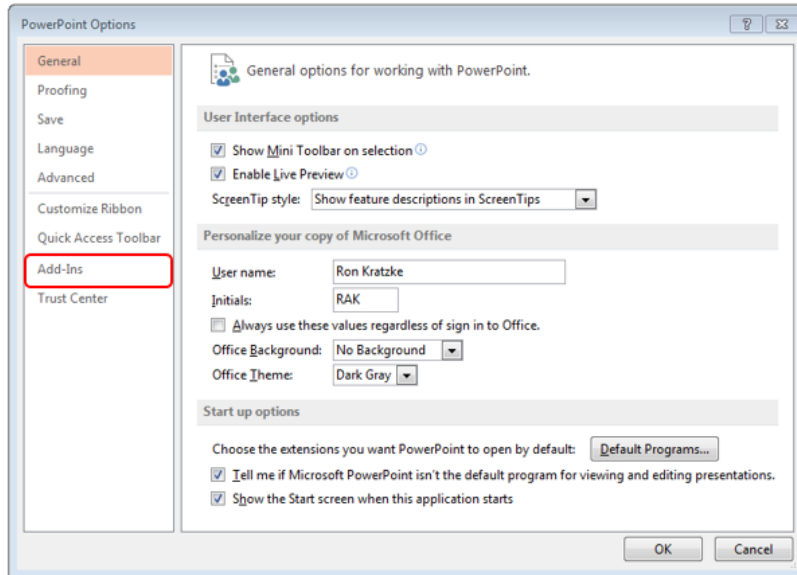 PowerPoint Options
General
Proofing
Save
Language
Advanced
Customize Ribbon
Quick Access Toolbar
Add-Ins
Trust Center
General options for working with PowerPoint.
User Interface options
Show Mini Toolbar on selection
Enable Live Preview
ScreenTip style: Show feature descriptions in ScreenTips
Personalize your copy of Microsoft Office
User name: Ron Kratzke
Initials: RAK
Always use these values regardless of sign in to Office.
Office Background: No Background
Office Theme: Dark Gray
Start up options
Choose the extensions you want PowerPoint to open by default: Default Programs...
Tell me if Microsoft PowerPoint isn't the default program for viewing and editing presentations.
Show the Start screen when this application starts
OK Cancel